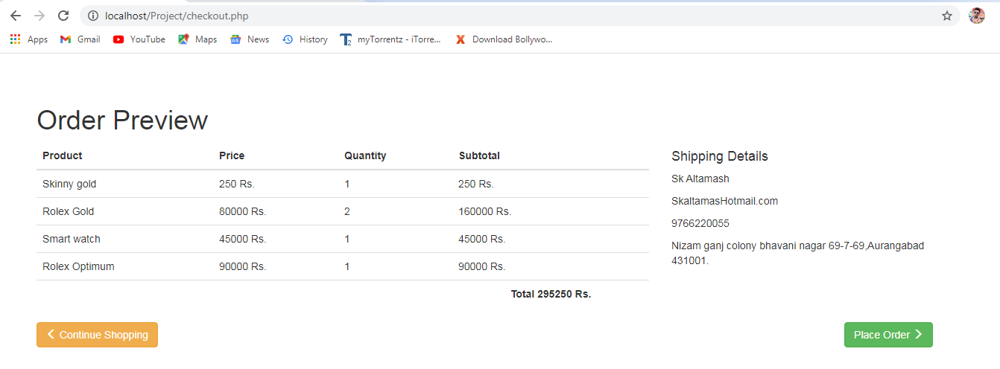 localhost/Project/checkout.php
Apps Gmail YouTube Maps News History myTorrentz - iTorre... Download Bollywo...
Order Preview
Product Price Quantity Subtotal
Skinny gold 250 Rs. 1 250 Rs.
Rolex Gold 80000 Rs. 2 160000 Rs.
Smart watch 45000 Rs. 1 45000 Rs.
Rolex Optimum 90000 Rs. 1 90000 Rs.
Total 295250 Rs.
Shipping Details
Sk Altamash
SkaltamasHotmail.com
9766220055
Nizam ganj colony bhavani nagar 69-7-69,Aurangabad
431001.
Continue Shopping
Place Order